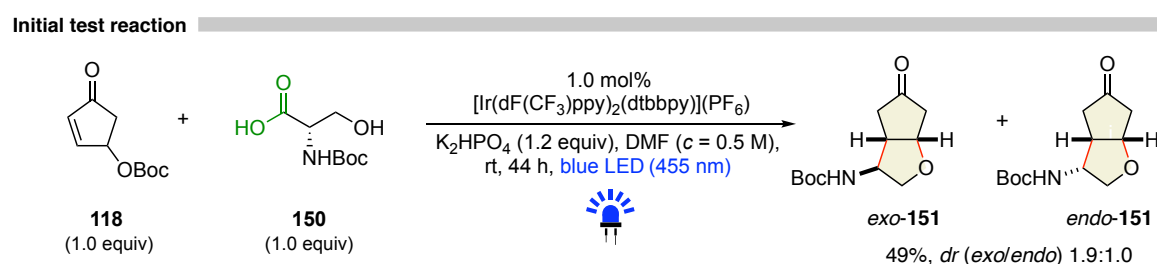 Initial test reaction
O
OBoc
118
(1.0 equiv)
+
O
HO
OH
NHBoc
150
(1.0 equiv)
1.0 mol%
[Ir(dF(CF₃)ppy)₂(dtbbpy)](PF₆)
K₂HPO₄ (1.2 equiv), DMF (c = 0.5 M),
rt, 44 h, blue LED (455 nm)
O
H
H
O
BocHN
exo-151
+
O
H
H
O
BocHN
endo-151
49%, dr (exo/endo) 1.9:1.0